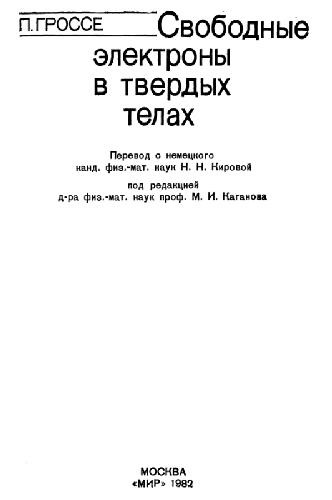 П. ГРОССЕ Свободные
электроны
в твердых
телах
Перевод с немецкого
канд. физ.-мат. наук Н. Н. Кировой
под редакцией
д-ра физ.-мат. наук проф. М. И. Каганова
МОСКВА
«МИР» 1982